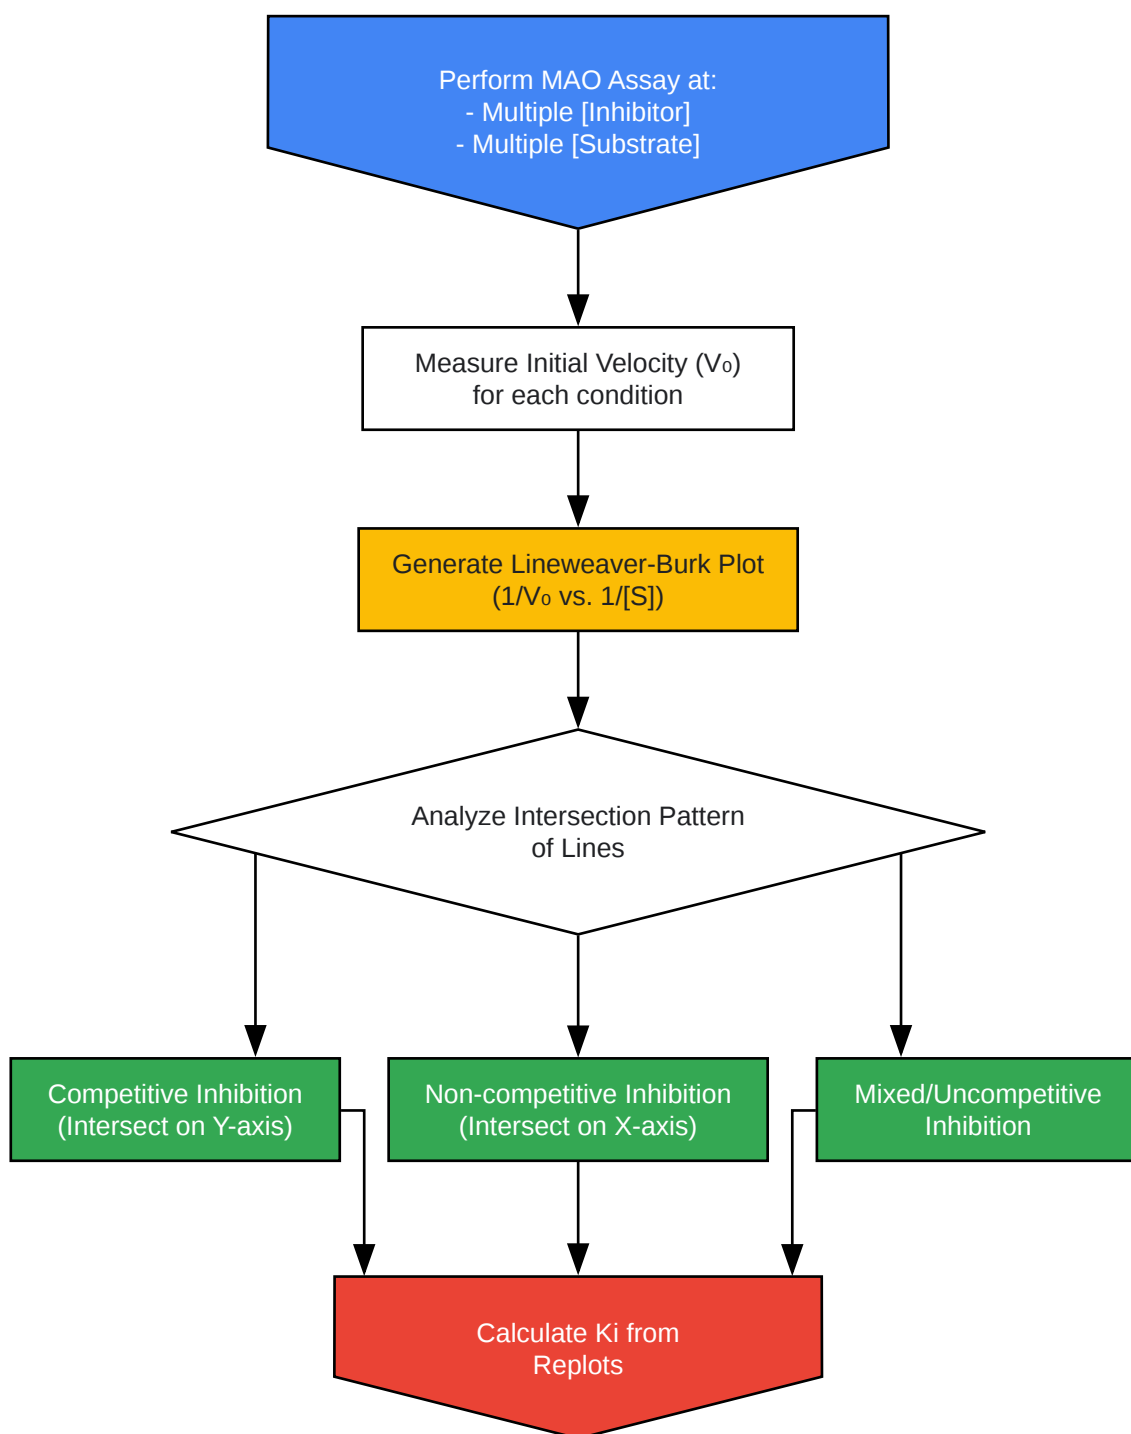 Perform MAO Assay at:
- Multiple [Inhibitor]
- Multiple [Substrate]
Measure Initial Velocity (V₀)
for each condition
Generate Lineweaver-Burk Plot
(1/V₀ vs. 1/[S])
Analyze Intersection Pattern
of Lines
Competitive Inhibition
(Intersect on Y-axis)
Non-competitive Inhibition
(Intersect on X-axis)
Mixed/Uncompetitive
Inhibition
Calculate Ki from
Replots